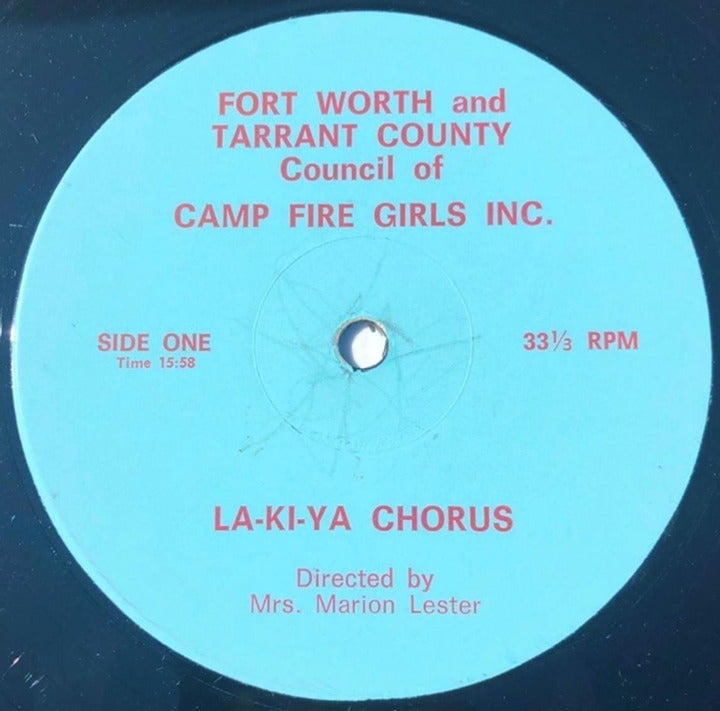 FORT WORTH and
TARRANT COUNTY
Council of
CAMP FIRE GIRLS INC.
SIDE ONE
Time 15:58
33⅓ RPM
LA-KI-YA CHORUS
Directed by
Mrs. Marion Lester